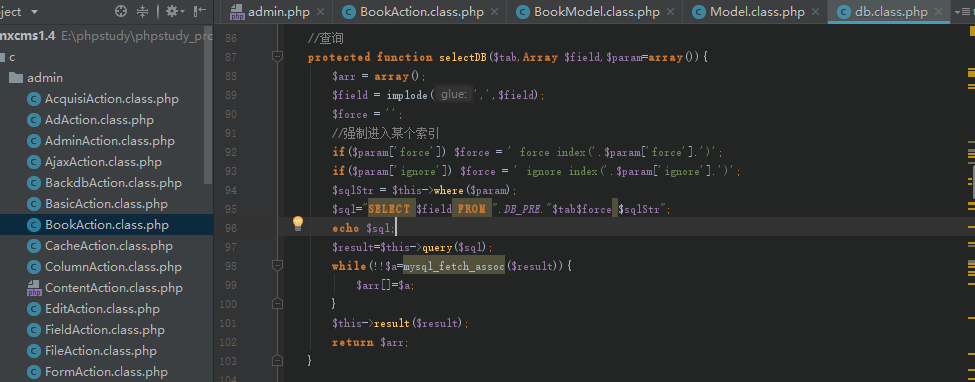 ject
admin.php
BookAction.class.php
BookModel.class.php
Model.class.php
db.class.php
mxcms1.4 E:\phpstudy\phpstudy_pro
c
admin
AcquisiAction.class.php
AdAction.class.php
AdminAction.class.php
AjaxAction.class.php
BackdbAction.class.php
BasicAction.class.php
BookAction.class.php
CacheAction.class.php
ColumnAction.class.php
ContentAction.class.php
EditAction.class.php
FieldAction.class.php
FileAction.class.php
FormAction.class.php
86 //查询
87 protected function selectDB($tab,Array $field,$param=array()){
88 $arr = array();
89 $field = implode( glue: ',',$field);
90 $force = '';
91 //强制进入某个索引
92 if($param['force']) $force = ' force index('.$param['force'].')';
93 if($param['ignore']) $force = ' ignore index('.$param['ignore'].')';
94 $sqlStr = $this->where($param);
95 $sql="SELECT $field FROM ".DB_PRE."$tab$force $sqlStr";
96 echo $sql;
97 $result=$this->query($sql);
98 while(!!$a=mysql_fetch_assoc($result)){
99 $arr[]=$a;
100 }
101 $this->result($result);
102 return $arr;
103 }
104